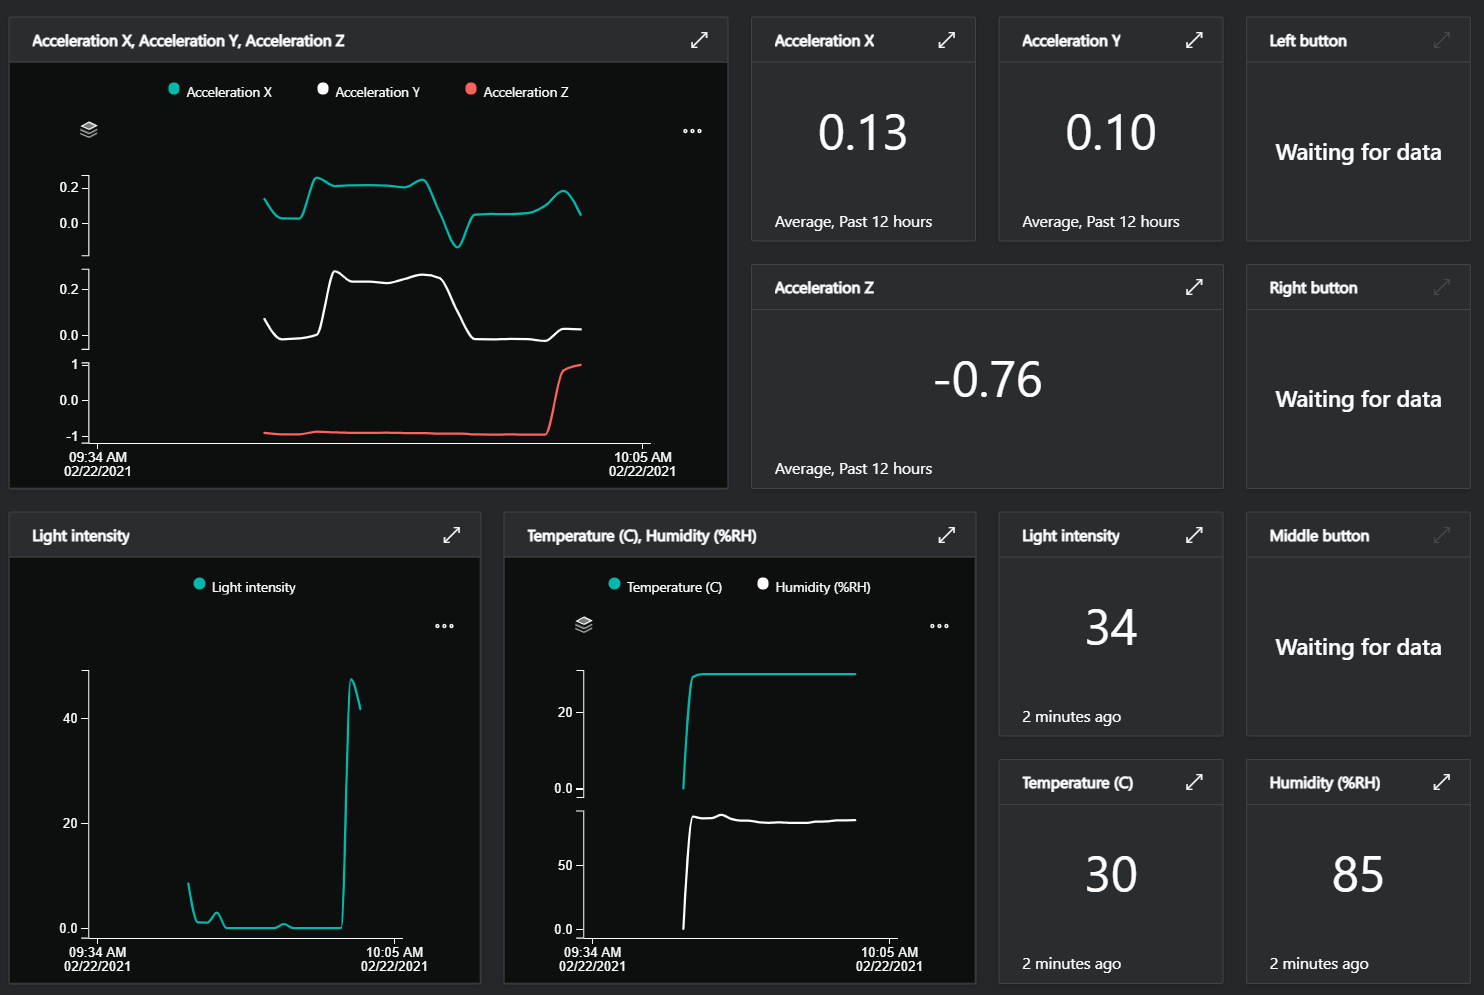 Acceleration X, Acceleration Y, Acceleration Z
Acceleration X
Acceleration Y
Acceleration Z
0.2
0.0
0.2
0.0
1
0.0
-1
09:34 AM
02/22/2021
10:05 AM
02/22/2021
Acceleration X
0.13
Average, Past 12 hours
Acceleration Y
0.10
Average, Past 12 hours
Left button
Waiting for data
Acceleration Z
-0.76
Average, Past 12 hours
Right button
Waiting for data
Light intensity
Light intensity
40
20
0.0
09:34 AM
02/22/2021
10:05 AM
02/22/2021
Temperature (C), Humidity (%RH)
Temperature (C)
Humidity (%RH)
20
0.0
50
0.0
09:34 AM
02/22/2021
10:05 AM
02/22/2021
Light intensity
34
2 minutes ago
Middle button
Waiting for data
Temperature (C)
30
2 minutes ago
Humidity (%RH)
85
2 minutes ago